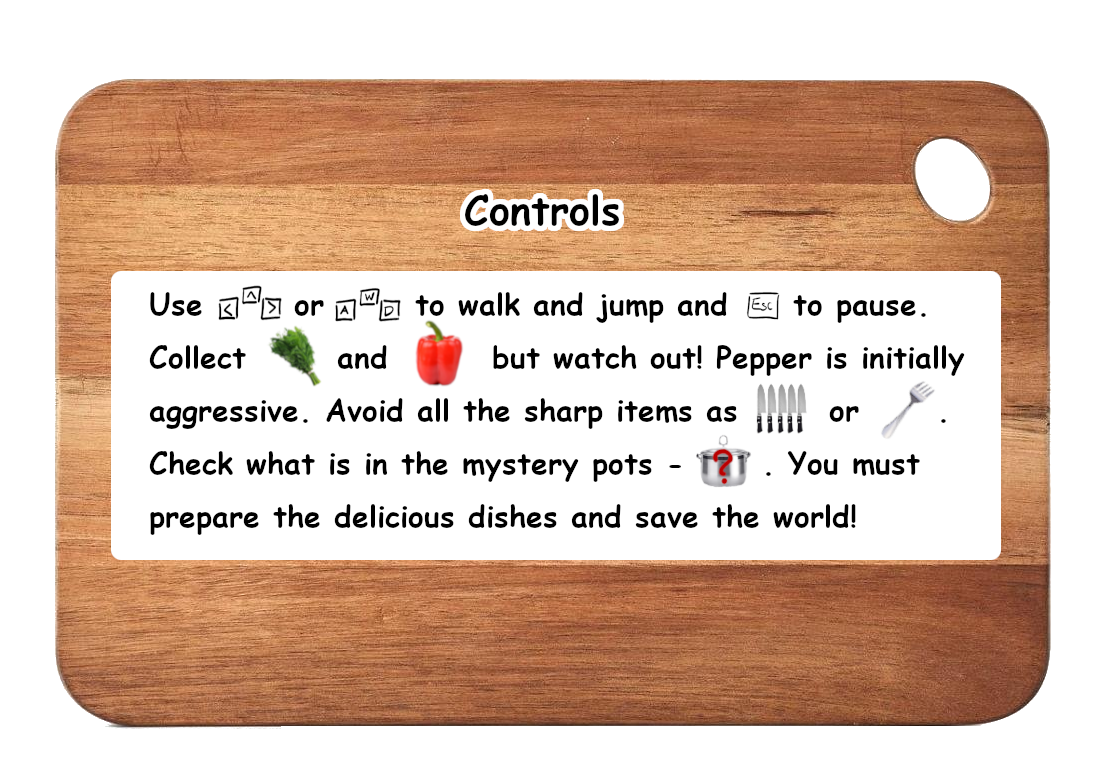 Controls
Use < ^ > or A W D to walk and jump and Esc to pause.
Collect and but watch out! Pepper is initially
aggressive. Avoid all the sharp items as or .
Check what is in the mystery pots - ? . You must
prepare the delicious dishes and save the world!